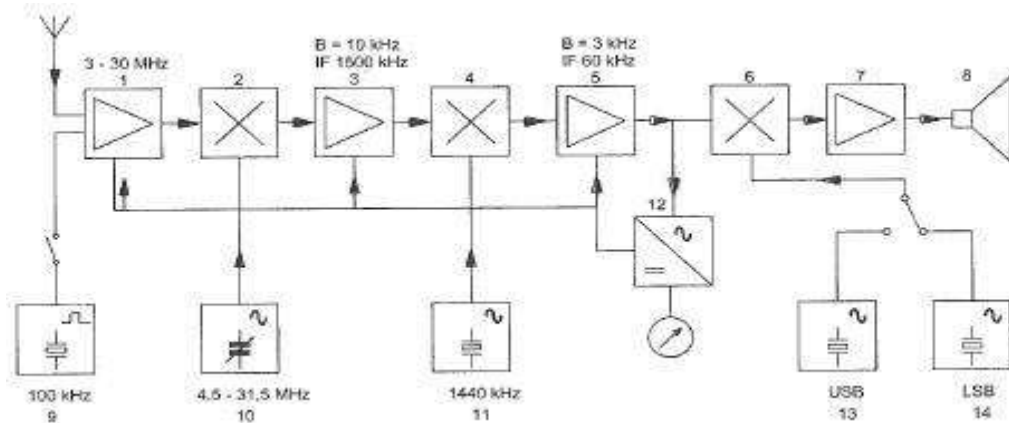 B = 10 kHz
IF 1500 kHz
B = 3 kHz
IF 60 kHz
3 - 30 MHz
1
2
3
4
5
6
7
8
12
100 kHz
9
4,5 - 31,5 MHz
10
1440 kHz
11
USB
13
LSB
14